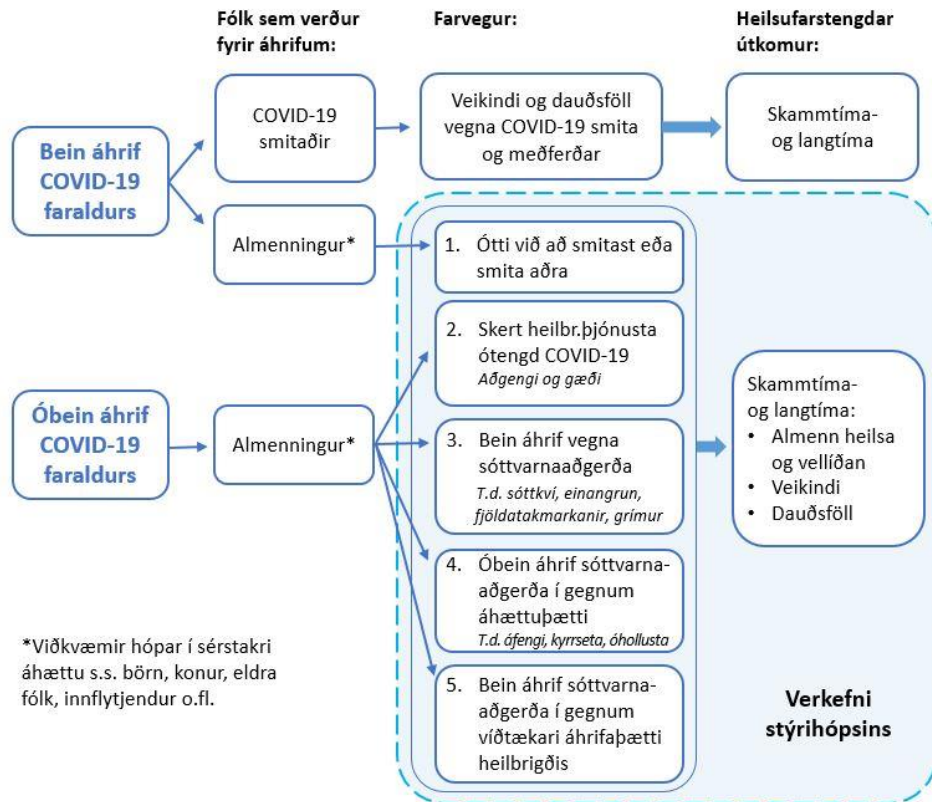 Fólk sem verður
fyrir áhrifum:
Farvegur:
Heilsufarstengdar
útkomur:
Bein áhrif
COVID-19
faraldurs
COVID-19
smitaðir
Veikindi og dauðsföll
vegna COVID-19 smita
og meðferðar
Skammtíma-
og langtíma
Almenningur*
1. Ótti við að smitast eða
smita aðra
Óbein áhrif
COVID-19
faraldurs
Almenningur*
2. Skert heilbr.þjónusta
ótengd COVID-19
Aðgengi og gæði
3. Bein áhrif vegna
sóttvarnaaðgerða
T.d. sóttkví, einangrun,
fjöldatakmarkanir, grímur
4. Óbein áhrif sóttvarna-
aðgerða í gegnum
áhættuþætti
T.d. áfengi, kyrrseta, óhollusta
5. Bein áhrif sóttvarna-
aðgerða í gegnum
víðtækari áhrifaþætti
heilbrigðis
Skammtíma-
og langtíma:
• Almenn heilsa
og vellíðan
• Veikindi
• Dauðsföll
*Viðkvæmir hópar í sérstakri
áhættu s.s. börn, konur, eldra
fólk, innflytjendur o.fl.
Verkefni
stýrihópsins